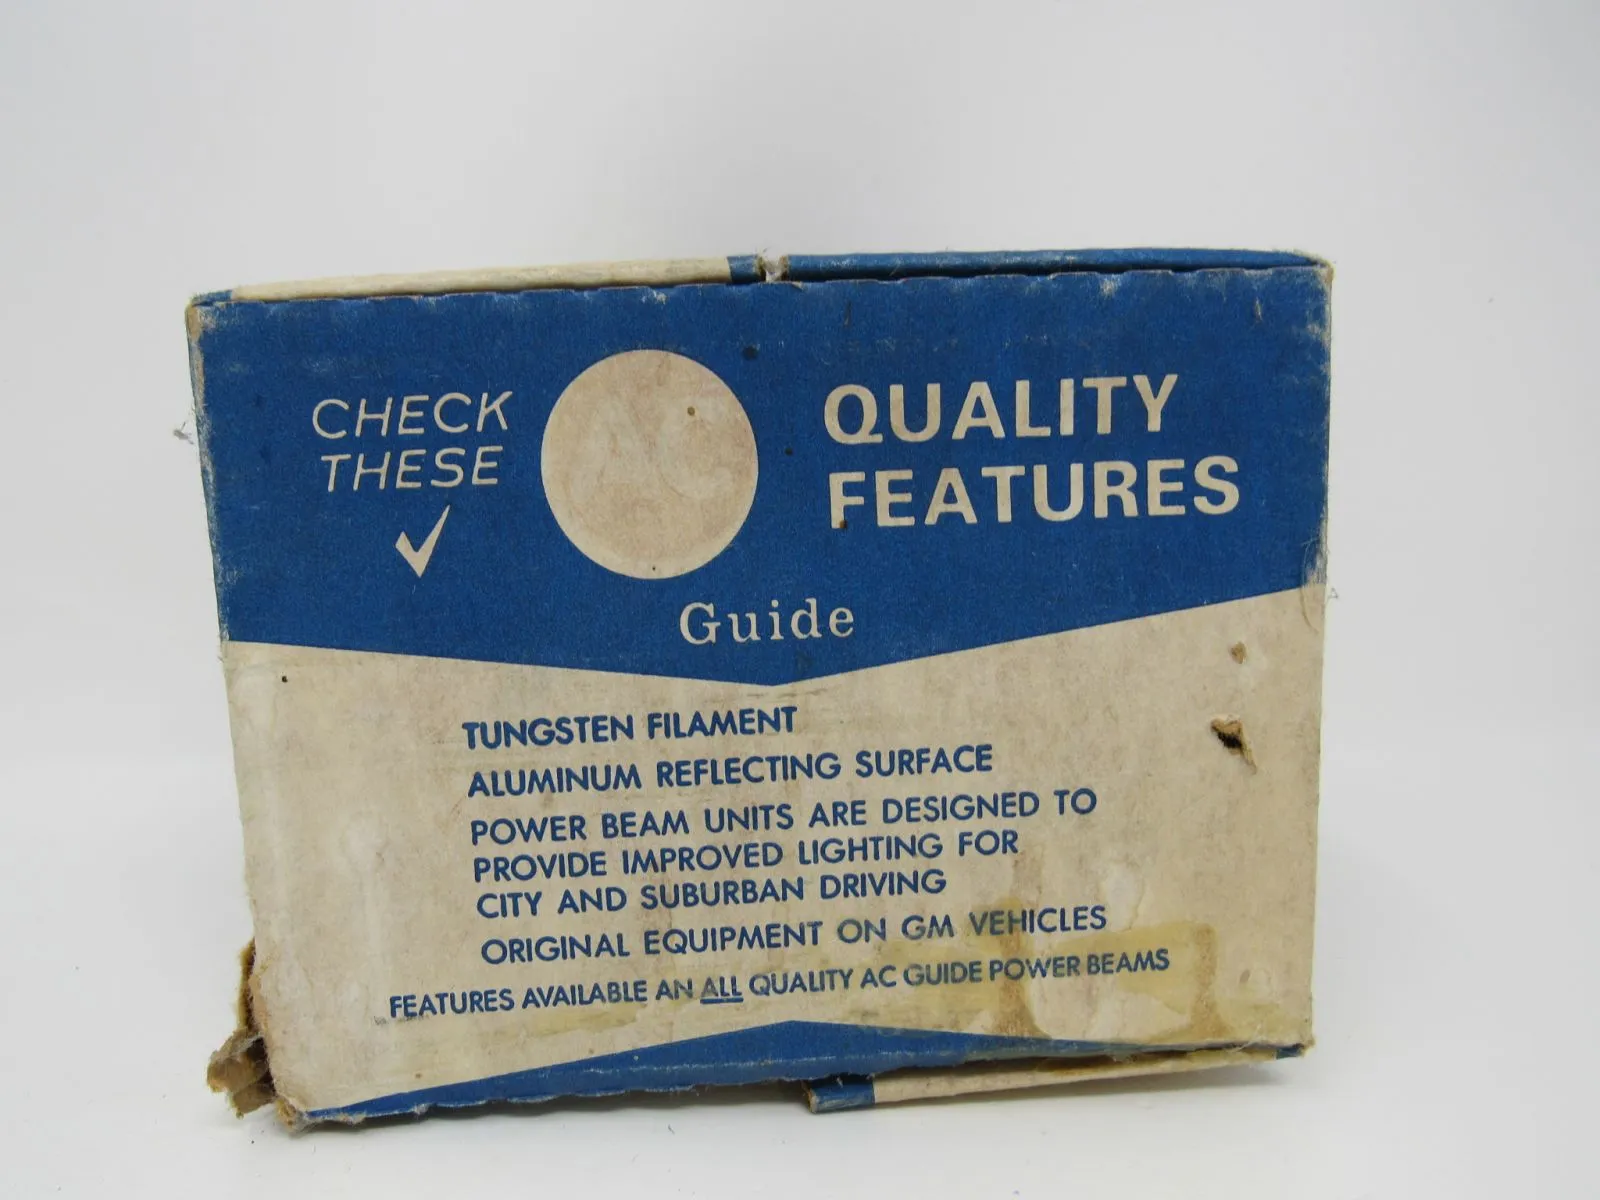 CHECK
THESE
QUALITY
FEATURES
Guide
TUNGSTEN FILAMENT
ALUMINUM REFLECTING SURFACE
POWER BEAM UNITS ARE DESIGNED TO
PROVIDE IMPROVED LIGHTING FOR
CITY AND SUBURBAN DRIVING
ORIGINAL EQUIPMENT ON GM VEHICLES
FEATURES AVAILABLE AN ALL QUALITY AC GUIDE POWER BEAMS